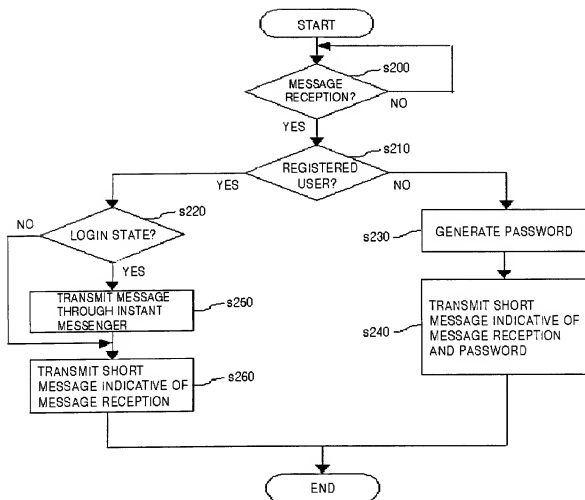 START
s200
MESSAGE
RECEPTION?
NO
YES
s210
REGISTERED
USER?
YES
NO
s220
NO
LOGIN STATE?
YES
s230
GENERATE PASSWORD
TRANSMIT MESSAGE
THROUGH INSTANT
MESSENGER
s250
s240
TRANSMIT SHORT
MESSAGE INDICATIVE OF
MESSAGE RECEPTION
AND PASSWORD
TRANSMIT SHORT
MESSAGE INDICATIVE OF
MESSAGE RECEPTION
s260
END